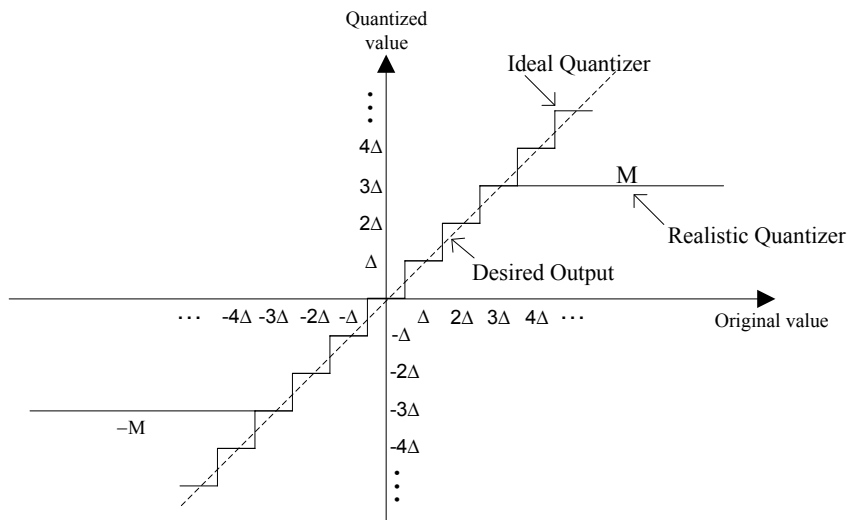 Quantized
value
Ideal Quantizer
⋮
4Δ
3Δ
M
2Δ
Realistic Quantizer
Δ
Desired Output
... -4Δ -3Δ -2Δ -Δ Δ 2Δ 3Δ 4Δ ...
Original value
-Δ
-2Δ
-3Δ
−M
-4Δ
⋮